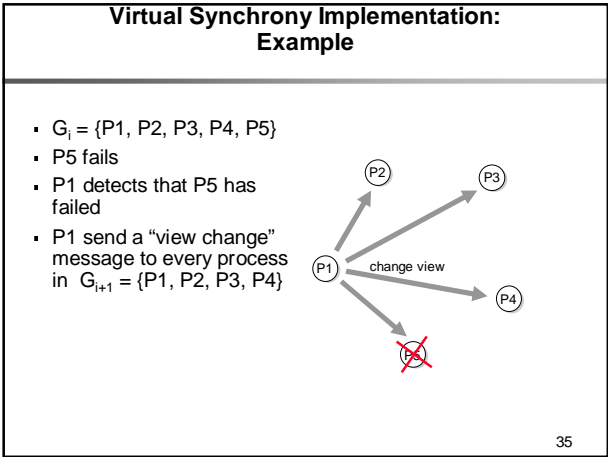 Virtual Synchrony Implementation:
Example
▪ Gi = {P1, P2, P3, P4, P5}
▪ P5 fails
▪ P1 detects that P5 has
failed
▪ P1 send a “view change”
message to every process
in Gi+1 = {P1, P2, P3, P4}
P2
P3
P1
change view
P4
P5
35